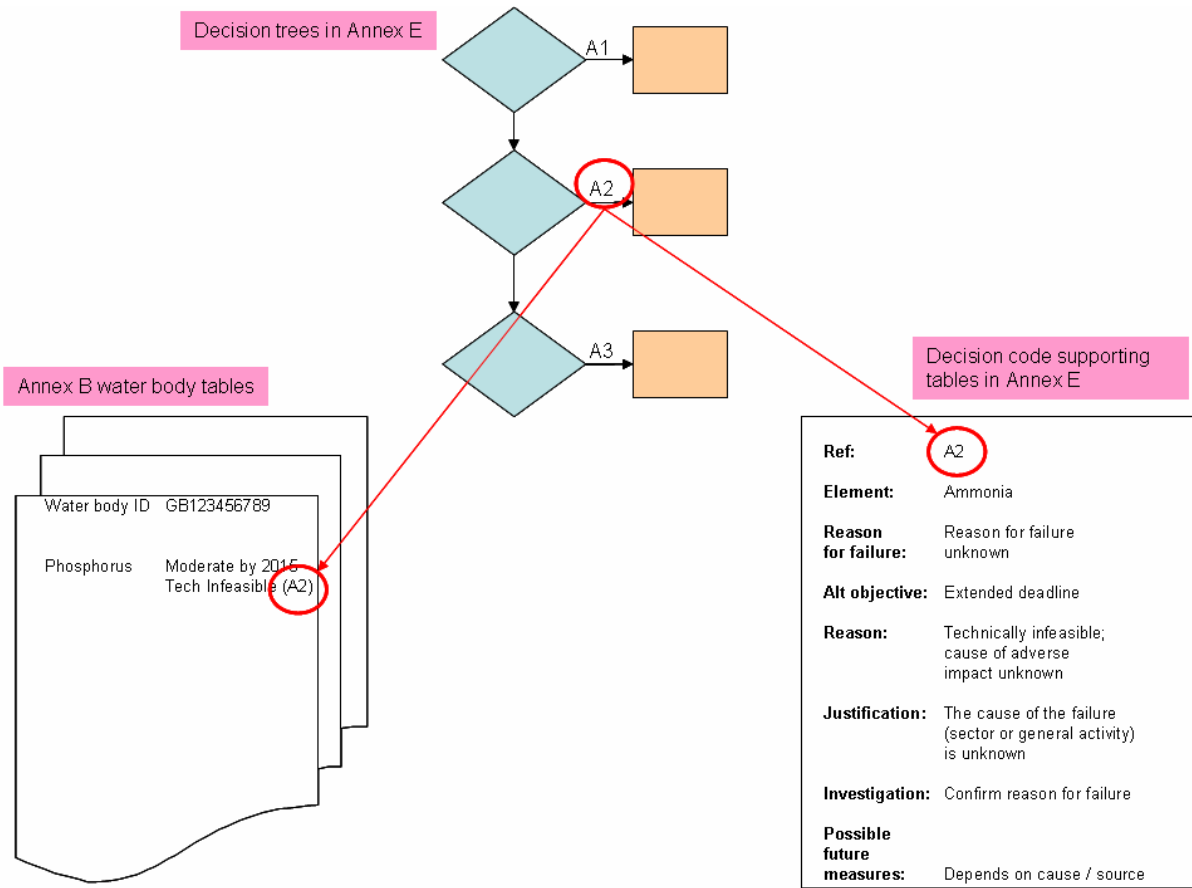 Decision trees in Annex E
A1
A2
A3
Annex B water body tables
Water body ID GB123456789
Phosphorus Moderate by 2015
Tech Infeasible (A2)
Decision code supporting
tables in Annex E
Ref: A2
Element: Ammonia
Reason Reason for failure
for failure: unknown
Alt objective: Extended deadline
Reason: Technically infeasible;
cause of adverse
impact unknown
Justification: The cause of the failure
(sector or general activity)
is unknown
Investigation: Confirm reason for failure
Possible
future
measures: Depends on cause / source